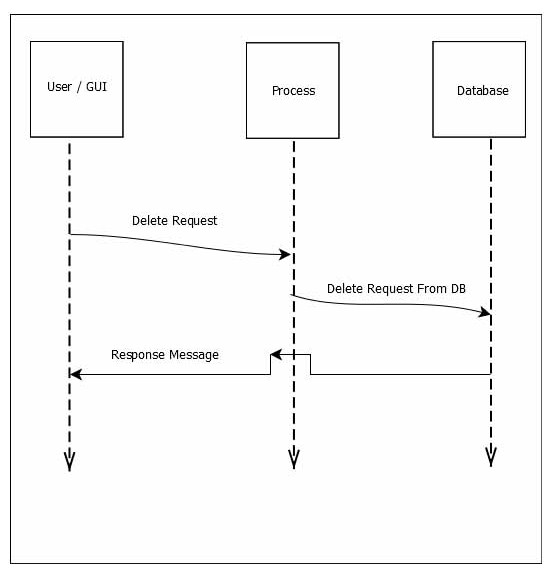 User / GUI
Process
Database
Delete Request
Delete Request From DB
Response Message